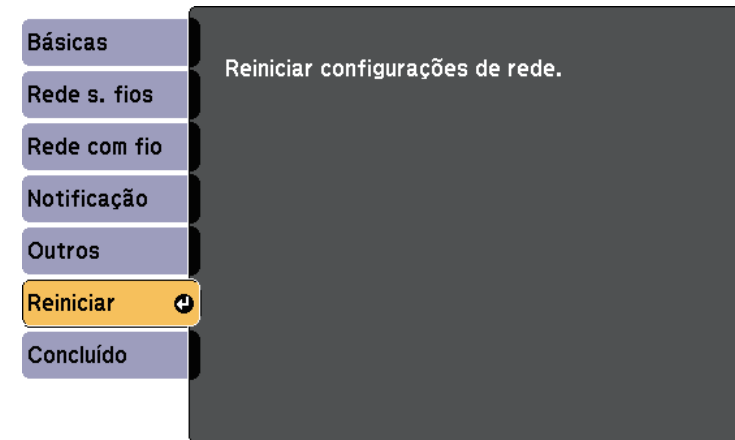 Básicas
Reiniciar configurações de rede.
Rede s. fios
Rede com fio
Notificação
Outros
Reiniciar
Concluído